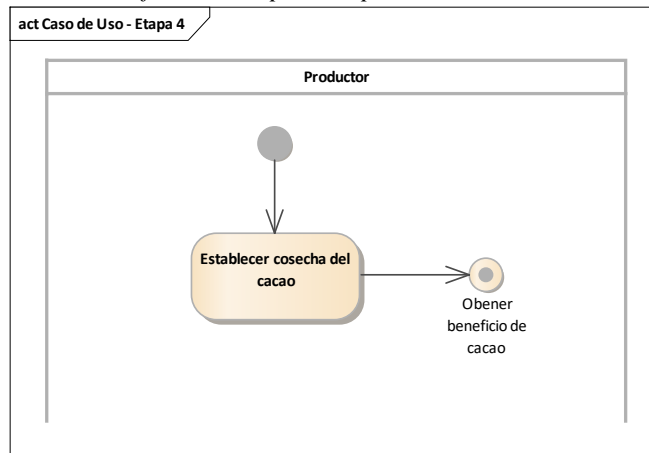 act Caso de Uso - Etapa 4
Productor
Establecer cosecha del
cacao
Obener
beneficio de
cacao